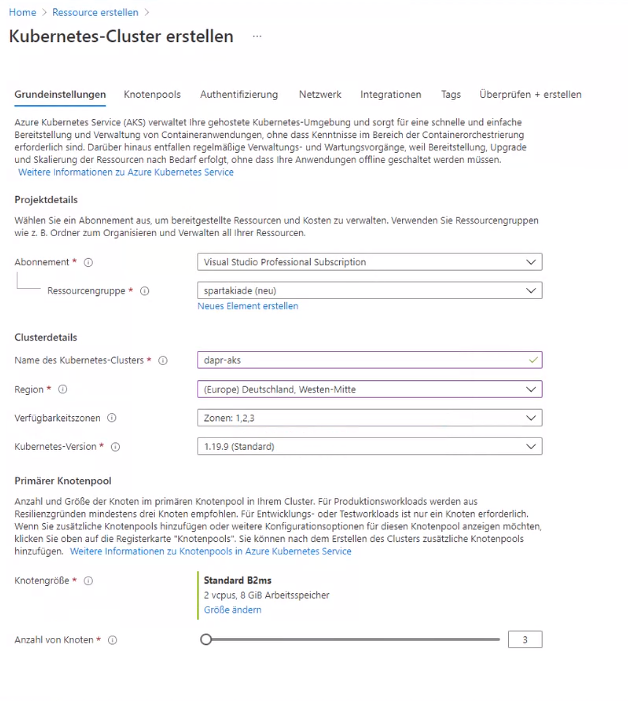 Home > Ressource erstellen >
Kubernetes-Cluster erstellen ...
Grundeinstellungen Knotenpools Authentifizierung Netzwerk Integrationen Tags Überprüfen + erstellen
Azure Kubernetes Service (AKS) verwaltet Ihre gehostete Kubernetes-Umgebung und sorgt für eine schnelle und einfache
Bereitstellung und Verwaltung von Containeranwendungen, ohne dass Kenntnisse im Bereich der Containerorchestrierung
erforderlich sind. Darüber hinaus entfallen regelmäßige Verwaltungs- und Wartungsvorgänge, weil Bereitstellung, Upgrade
und Skalierung der Ressourcen nach Bedarf erfolgt, ohne dass Ihre Anwendungen offline geschaltet werden müssen.
Weitere Informationen zu Azure Kubernetes Service
Projektdetails
Wählen Sie ein Abonnement aus, um bereitgestellte Ressourcen und Kosten zu verwalten. Verwenden Sie Ressourcengruppen
wie z. B. Ordner zum Organisieren und Verwalten all Ihrer Ressourcen.
Abonnement * Visual Studio Professional Subscription
Ressourcengruppe * spartakiade (neu)
Neues Element erstellen
Clusterdetails
Name des Kubernetes-Clusters * dapr-aks
Region * (Europe) Deutschland, Westen-Mitte
Verfügbarkeitszonen Zonen: 1,2,3
Kubernetes-Version * 1.19.9 (Standard)
Primärer Knotenpool
Anzahl und Größe der Knoten im primären Knotenpool in Ihrem Cluster. Für Produktionsworkloads werden aus
Resilienzgründen mindestens drei Knoten empfohlen. Für Entwicklungs- oder Testworkloads ist nur ein Knoten erforderlich.
Wenn Sie zusätzliche Knotenpools hinzufügen oder weitere Konfigurationsoptionen für diesen Knotenpool anzeigen möchten,
klicken Sie oben auf die Registerkarte "Knotenpools". Sie können nach dem Erstellen des Clusters zusätzliche Knotenpools
hinzufügen. Weitere Informationen zu Knotenpools in Azure Kubernetes Service
Knotengröße * Standard B2ms
2 vcpus, 8 GiB Arbeitsspeicher
Größe ändern
Anzahl von Knoten * 3